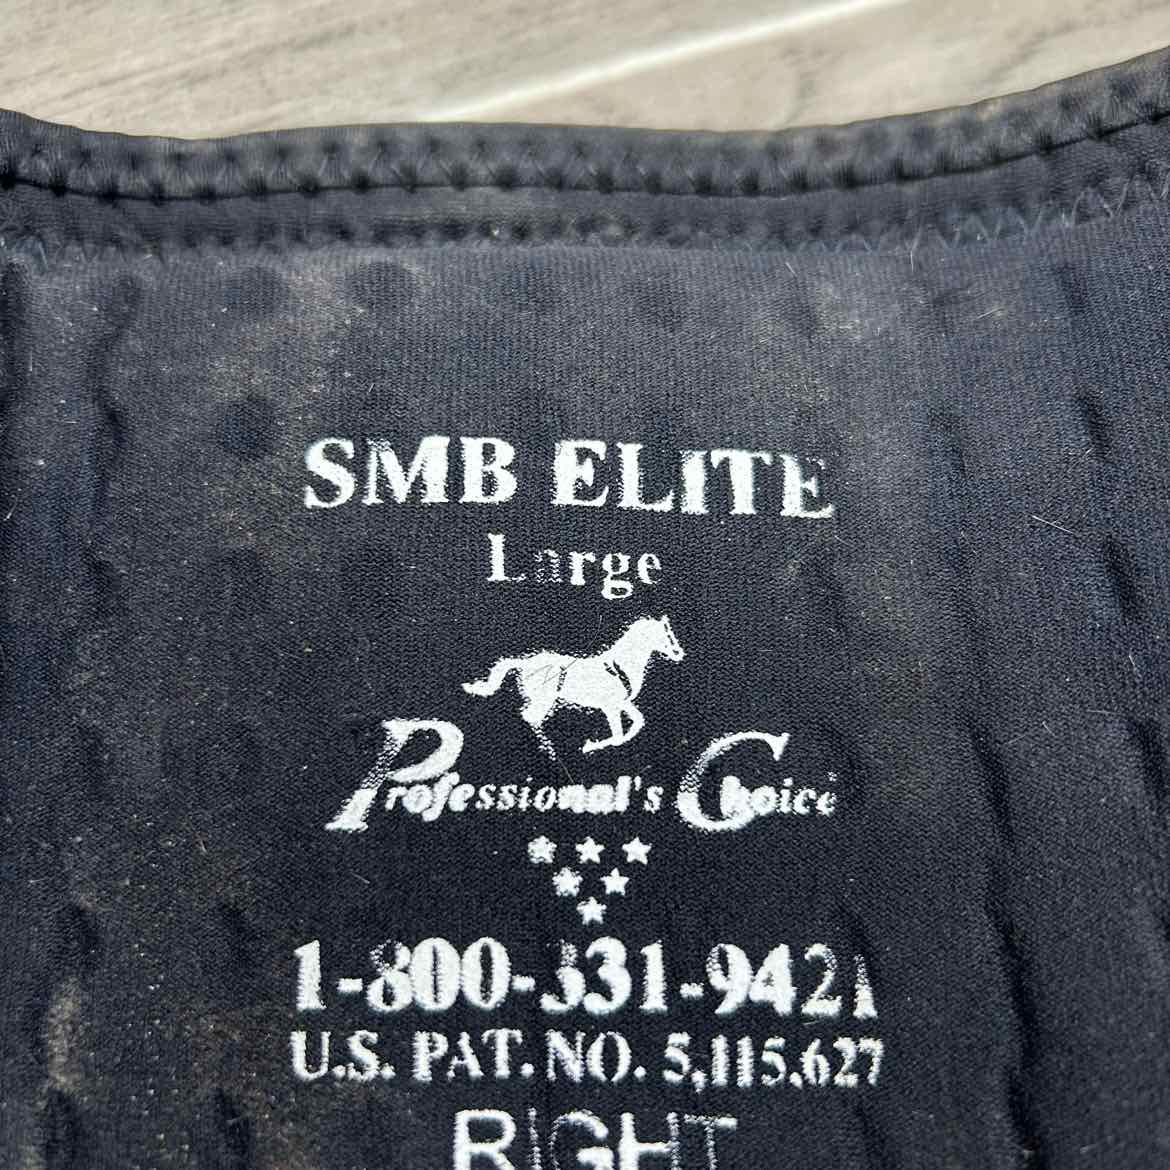 SMB ELITE
Large
Professional's Choice
1-800-331-9421
U.S. PAT. NO. 5,115,627
RIGHT